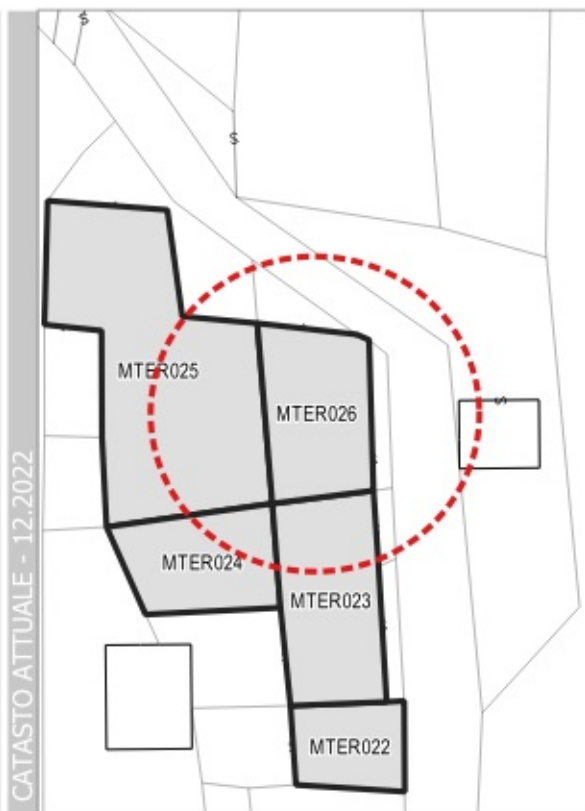 $
$
MTER025
MTER026
MTER024
MTER023
MTER022
CATASTO ATTUALE - 12.2022